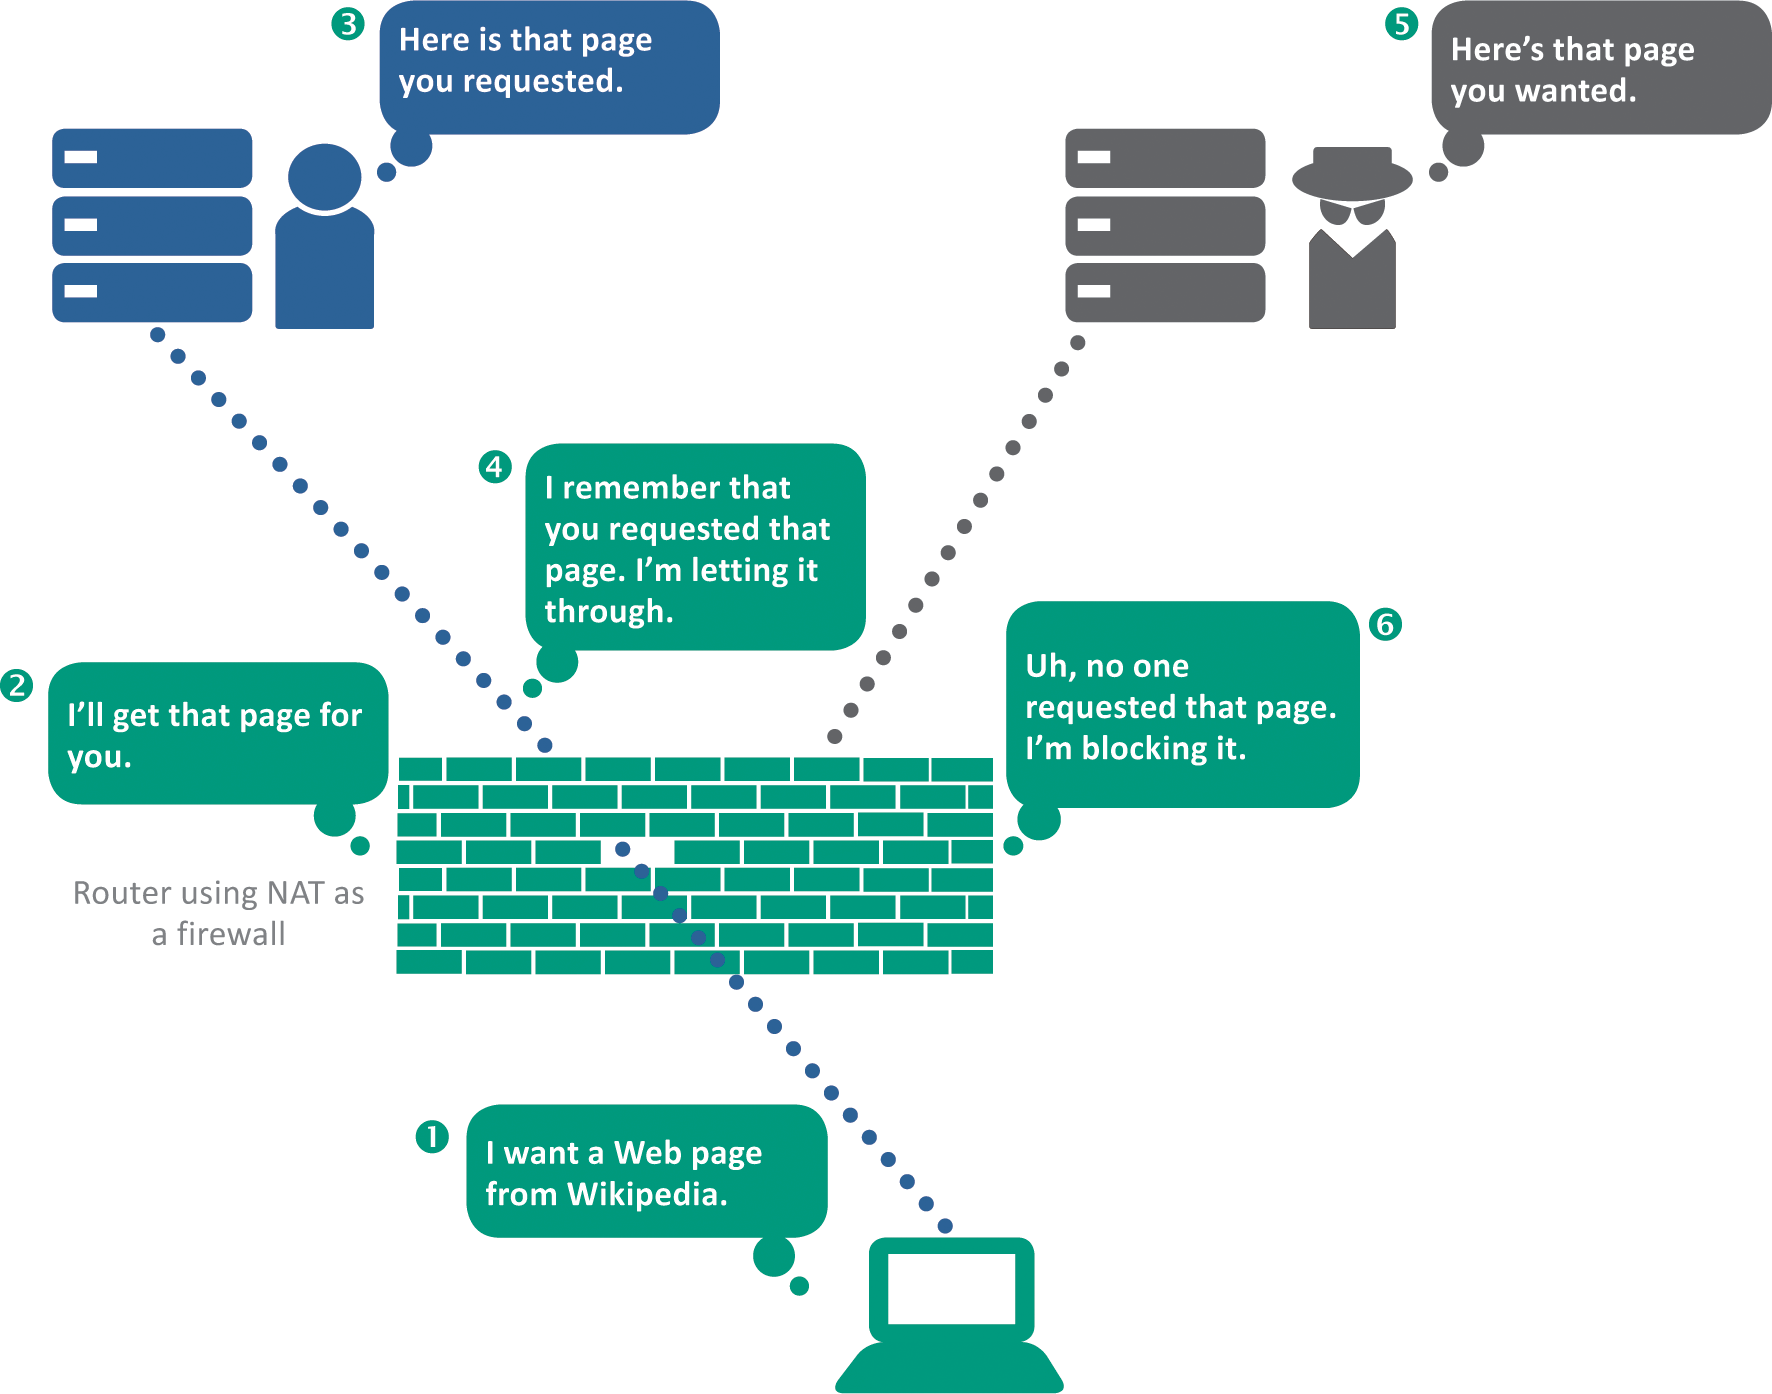 3
Here is that page
you requested.
5
Here's that page
you wanted.
4
I remember that
you requested that
page. I'm letting it
through.
6
Uh, no one
requested that page.
I'm blocking it.
2
I'll get that page for
you.
Router using NAT as
a firewall
1
I want a Web page
from Wikipedia.